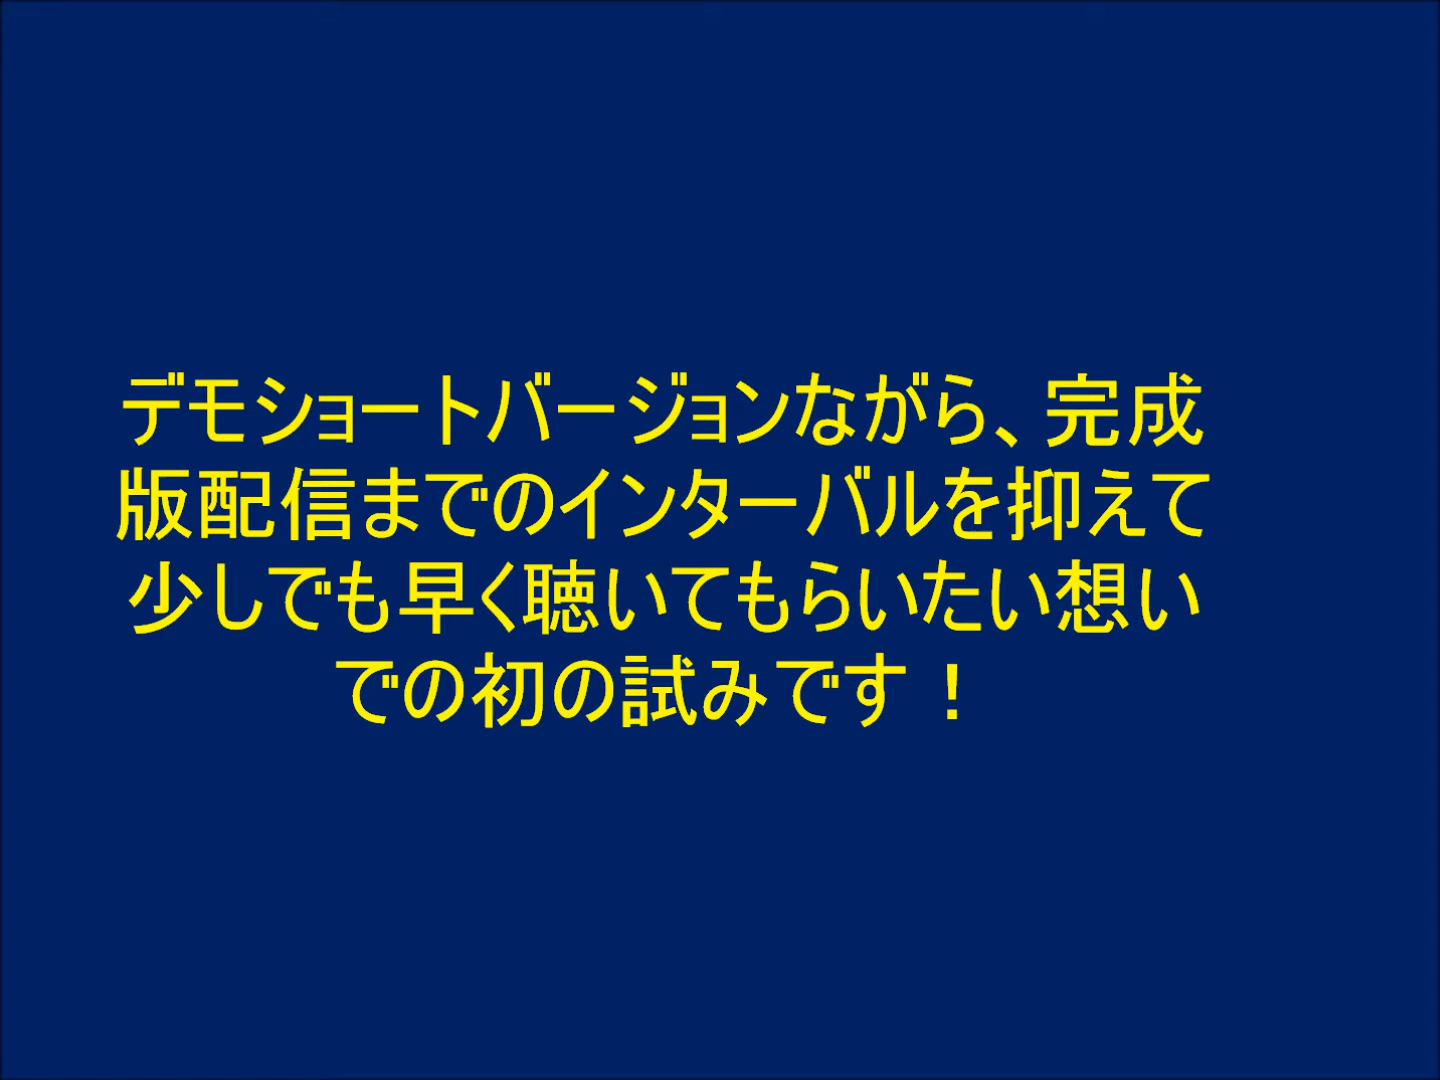 デモショートバージョンながら、完成
版配信までのインターバルを抑えて
少しでも早く聴いてもらいたい想い
での初の試みです！